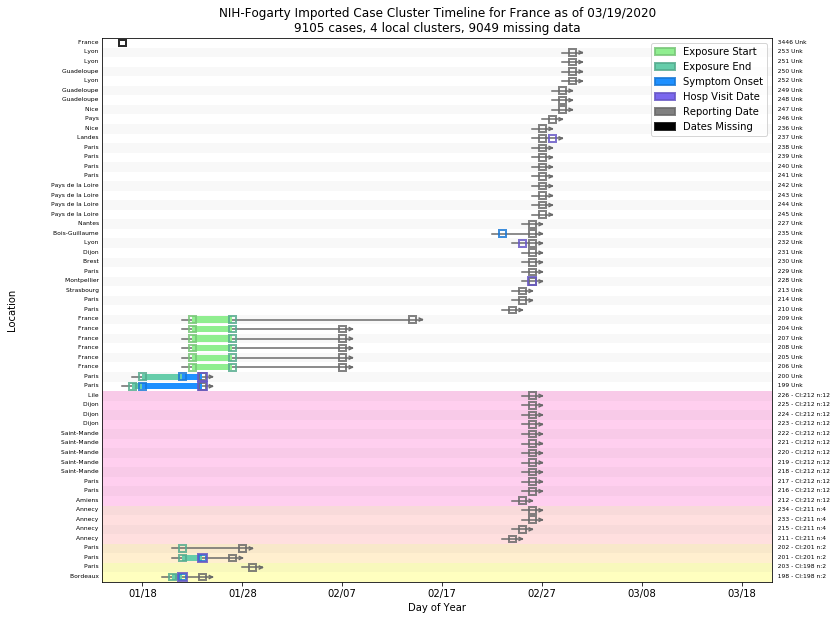 NIH-Fogarty Imported Case Cluster Timeline for France as of 03/19/2020
9105 cases, 4 local clusters, 9049 missing data
Exposure Start
Exposure End
Symptom Onset
Hosp Visit Date
Reporting Date
Dates Missing
France 3446 Unk
Lyon 253 Unk
Lyon 251 Unk
Guadeloupe 250 Unk
Lyon 252 Unk
Guadeloupe 249 Unk
Guadeloupe 248 Unk
Nice 247 Unk
Pays 246 Unk
Nice 236 Unk
Landes 237 Unk
Paris 238 Unk
Paris 239 Unk
Paris 240 Unk
Paris 241 Unk
Pays de la Loire 242 Unk
Pays de la Loire 243 Unk
Pays de la Loire 244 Unk
Pays de la Loire 245 Unk
Nantes 227 Unk
Bois-Guillaume 235 Unk
Lyon 232 Unk
Dijon 231 Unk
Brest 230 Unk
Paris 229 Unk
Montpellier 228 Unk
Strasbourg 213 Unk
Paris 214 Unk
Paris 210 Unk
France 209 Unk
France 204 Unk
France 207 Unk
France 208 Unk
France 205 Unk
France 206 Unk
Paris 200 Unk
Paris 199 Unk
Lille 226 - Cl:212 n:12
Dijon 225 - Cl:212 n:12
Dijon 224 - Cl:212 n:12
Dijon 223 - Cl:212 n:12
Saint-Mande 222 - Cl:212 n:12
Saint-Mande 221 - Cl:212 n:12
Saint-Mande 220 - Cl:212 n:12
Saint-Mande 219 - Cl:212 n:12
Saint-Mande 218 - Cl:212 n:12
Paris 217 - Cl:212 n:12
Paris 216 - Cl:212 n:12
Amiens 212 - Cl:212 n:12
Annecy 234 - Cl:211 n:4
Annecy 233 - Cl:211 n:4
Annecy 215 - Cl:211 n:4
Annecy 211 - Cl:211 n:4
Paris 202 - Cl:201 n:2
Paris 201 - Cl:201 n:2
Paris 203 - Cl:198 n:2
Bordeaux 198 - Cl:198 n:2
Location
01/18 01/28 02/07 02/17 02/27 03/08 03/18
Day of Year